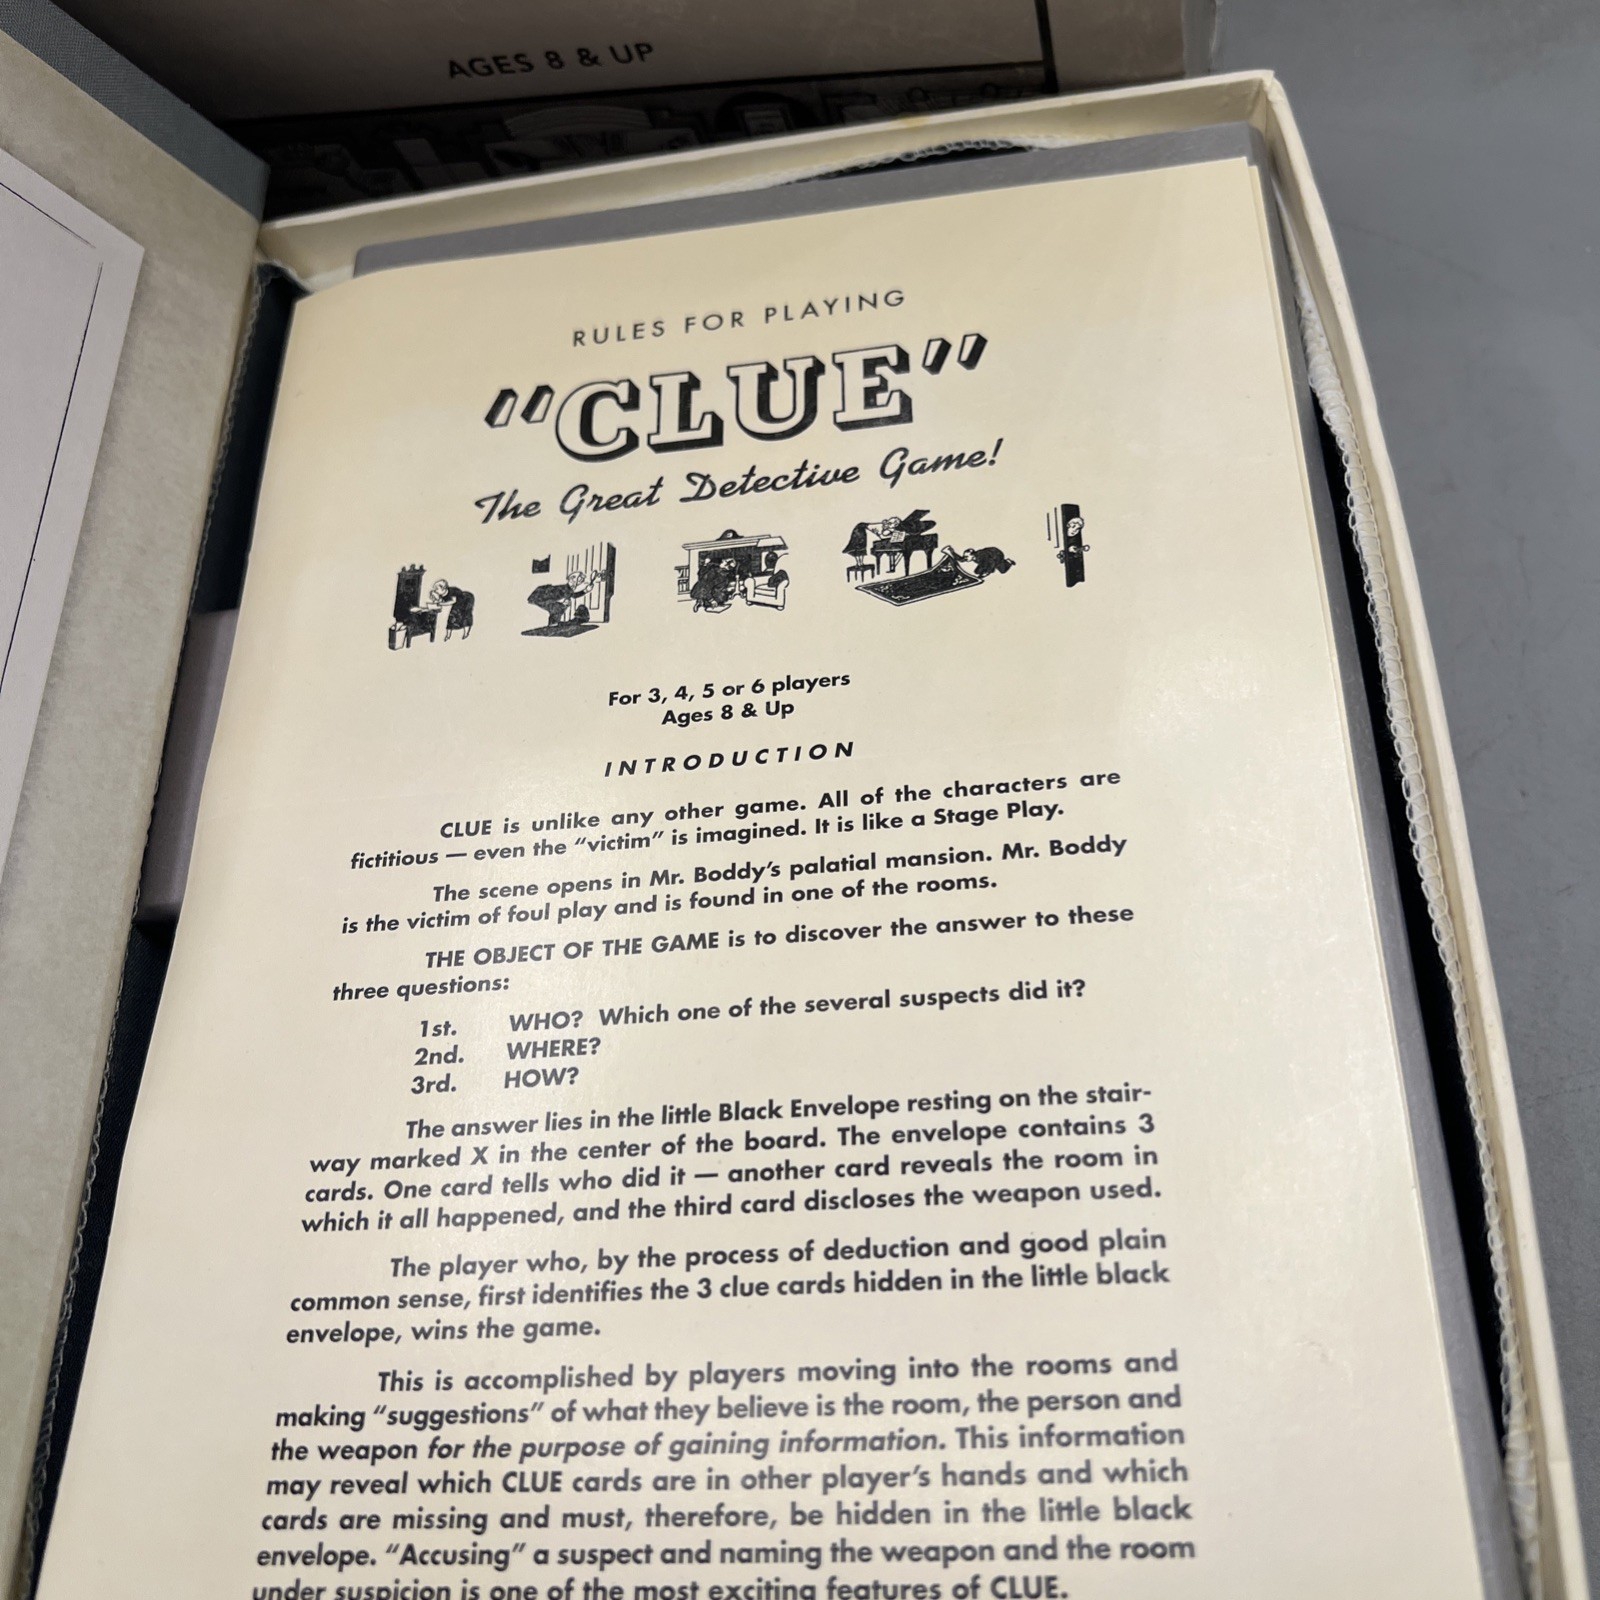 AGES 8 & UP
RULES FOR PLAYING
"CLUE"
The Great Detective Game!
For 3, 4, 5 or 6 players
Ages 8 & Up
INTRODUCTION
CLUE is unlike any other game. All of the characters are
fictitious — even the "victim" is imagined. It is like a Stage Play.
The scene opens in Mr. Boddy's palatial mansion. Mr. Boddy
is the victim of foul play and is found in one of the rooms.
THE OBJECT OF THE GAME is to discover the answer to these
three questions:
1st. WHO? Which one of the several suspects did it?
2nd. WHERE?
3rd. HOW?
The answer lies in the little Black Envelope resting on the stair-
way marked X in the center of the board. The envelope contains 3
cards. One card tells who did it — another card reveals the room in
which it all happened, and the third card discloses the weapon used.
The player who, by the process of deduction and good plain
common sense, first identifies the 3 clue cards hidden in the little black
envelope, wins the game.
This is accomplished by players moving into the rooms and
making "suggestions" of what they believe is the room, the person and
the weapon for the purpose of gaining information. This information
may reveal which CLUE cards are in other player's hands and which
cards are missing and must, therefore, be hidden in the little black
envelope. "Accusing" a suspect and naming the weapon and the room
under suspicion is one of the most exciting features of CLUE.